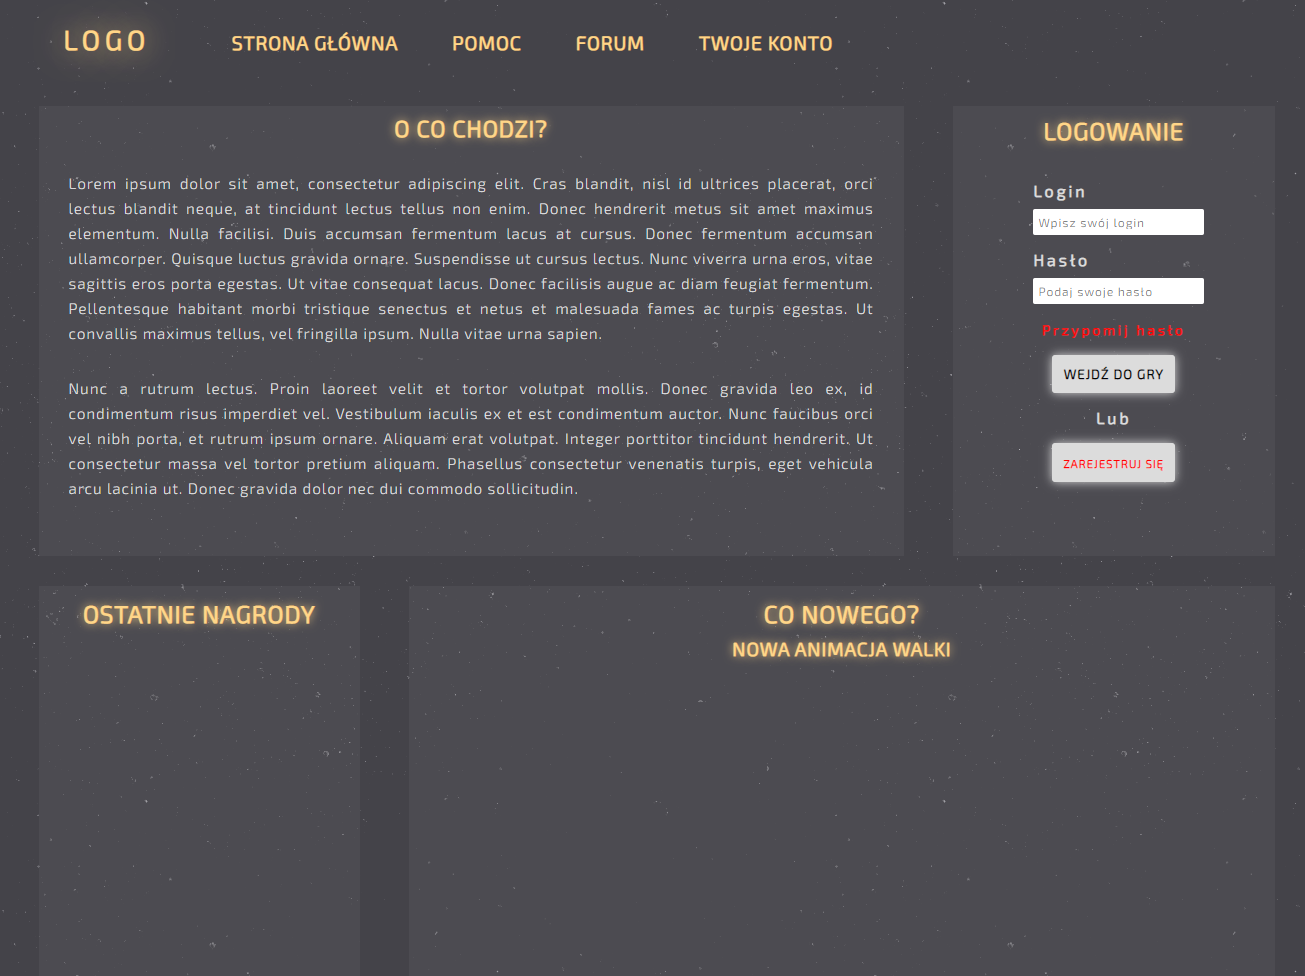 LOGO
STRONA GŁÓWNA
POMOC
FORUM
TWOJE KONTO
O CO CHODZI?
Lorem ipsum dolor sit amet, consectetur adipiscing elit. Cras blandit, nisl id ultrices placerat, orci
lectus blandit neque, at tincidunt lectus tellus non enim. Donec hendrerit metus sit amet maximus
elementum. Nulla facilisi. Duis accumsan fermentum lacus at cursus. Donec fermentum accumsan
ullamcorper. Quisque luctus gravida ornare. Suspendisse ut cursus lectus. Nunc viverra urna eros, vitae
sagittis eros porta egestas. Ut vitae consequat lacus. Donec facilisis augue ac diam feugiat fermentum.
Pellentesque habitant morbi tristique senectus et netus et malesuada fames ac turpis egestas. Ut
convallis maximus tellus, vel fringilla ipsum. Nulla vitae urna sapien.
Nunc a rutrum lectus. Proin laoreet velit et tortor volutpat mollis. Donec gravida leo ex, id
condimentum risus imperdiet vel. Vestibulum iaculis ex et est condimentum auctor. Nunc faucibus orci
vel nibh porta, et rutrum ipsum ornare. Aliquam erat volutpat. Integer porttitor tincidunt hendrerit. Ut
consectetur massa vel tortor pretium aliquam. Phasellus consectetur venenatis turpis, eget vehicula
arcu lacinia ut. Donec gravida dolor nec dui commodo sollicitudin.
LOGOWANIE
Login
Wpisz swój login
Hasło
Podaj swoje hasło
Przypomij hasło
WEJDŹ DO GRY
Lub
ZAREJESTRUJ SIĘ
OSTATNIE NAGRODY
CO NOWEGO?
NOWA ANIMACJA WALKI